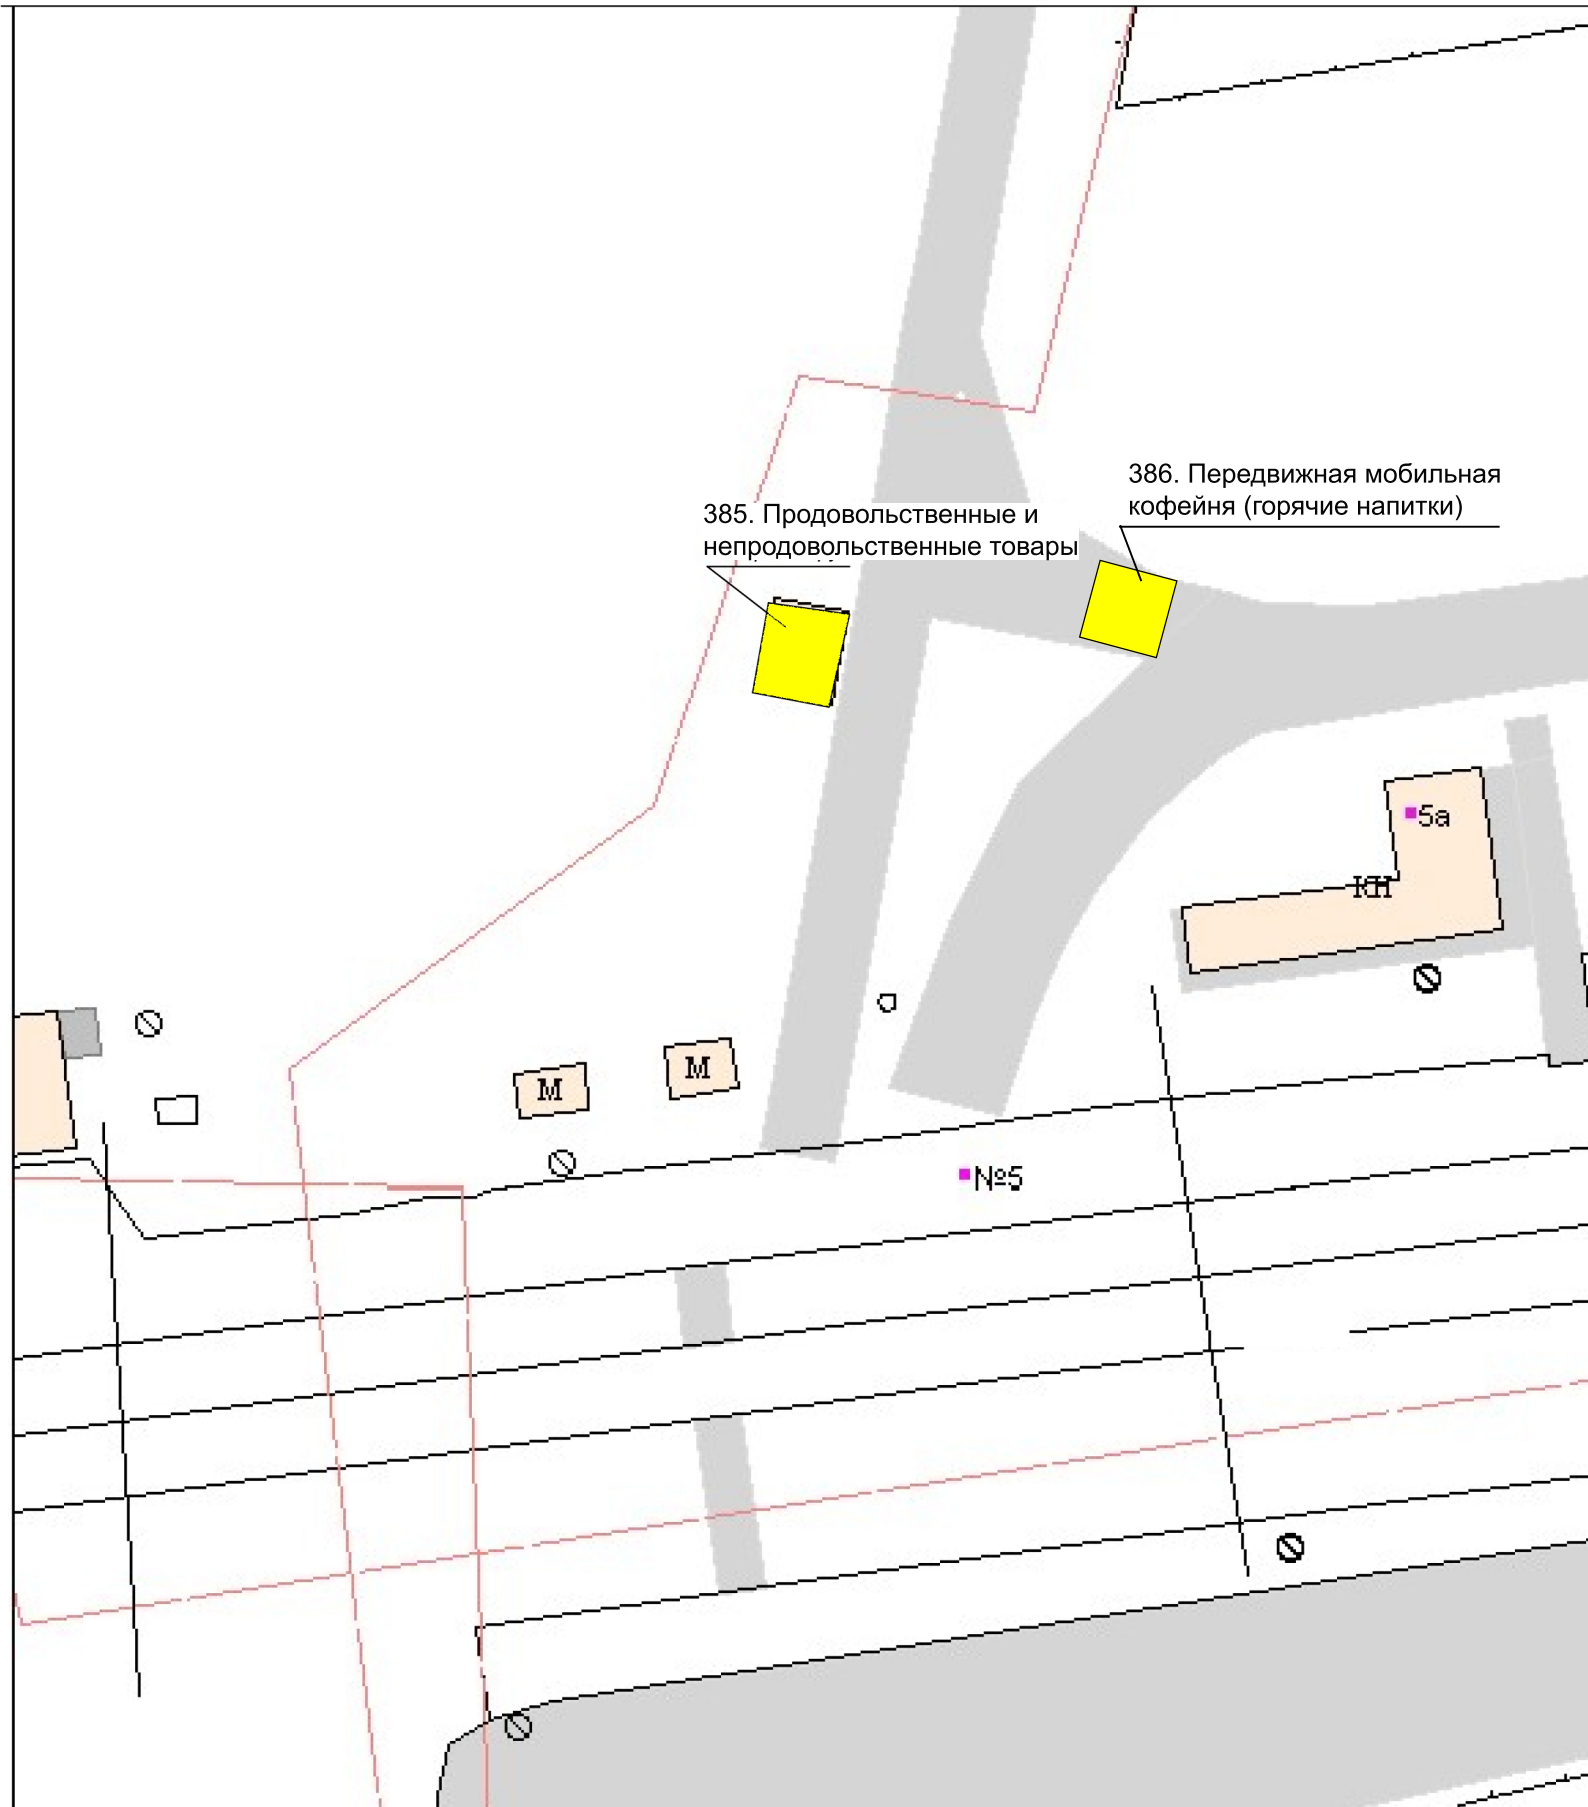 386. Передвижная мобильная
кофейня (горячие напитки)
385. Продовольственные и
непродовольственные товары
5а
КН
М
М
№5